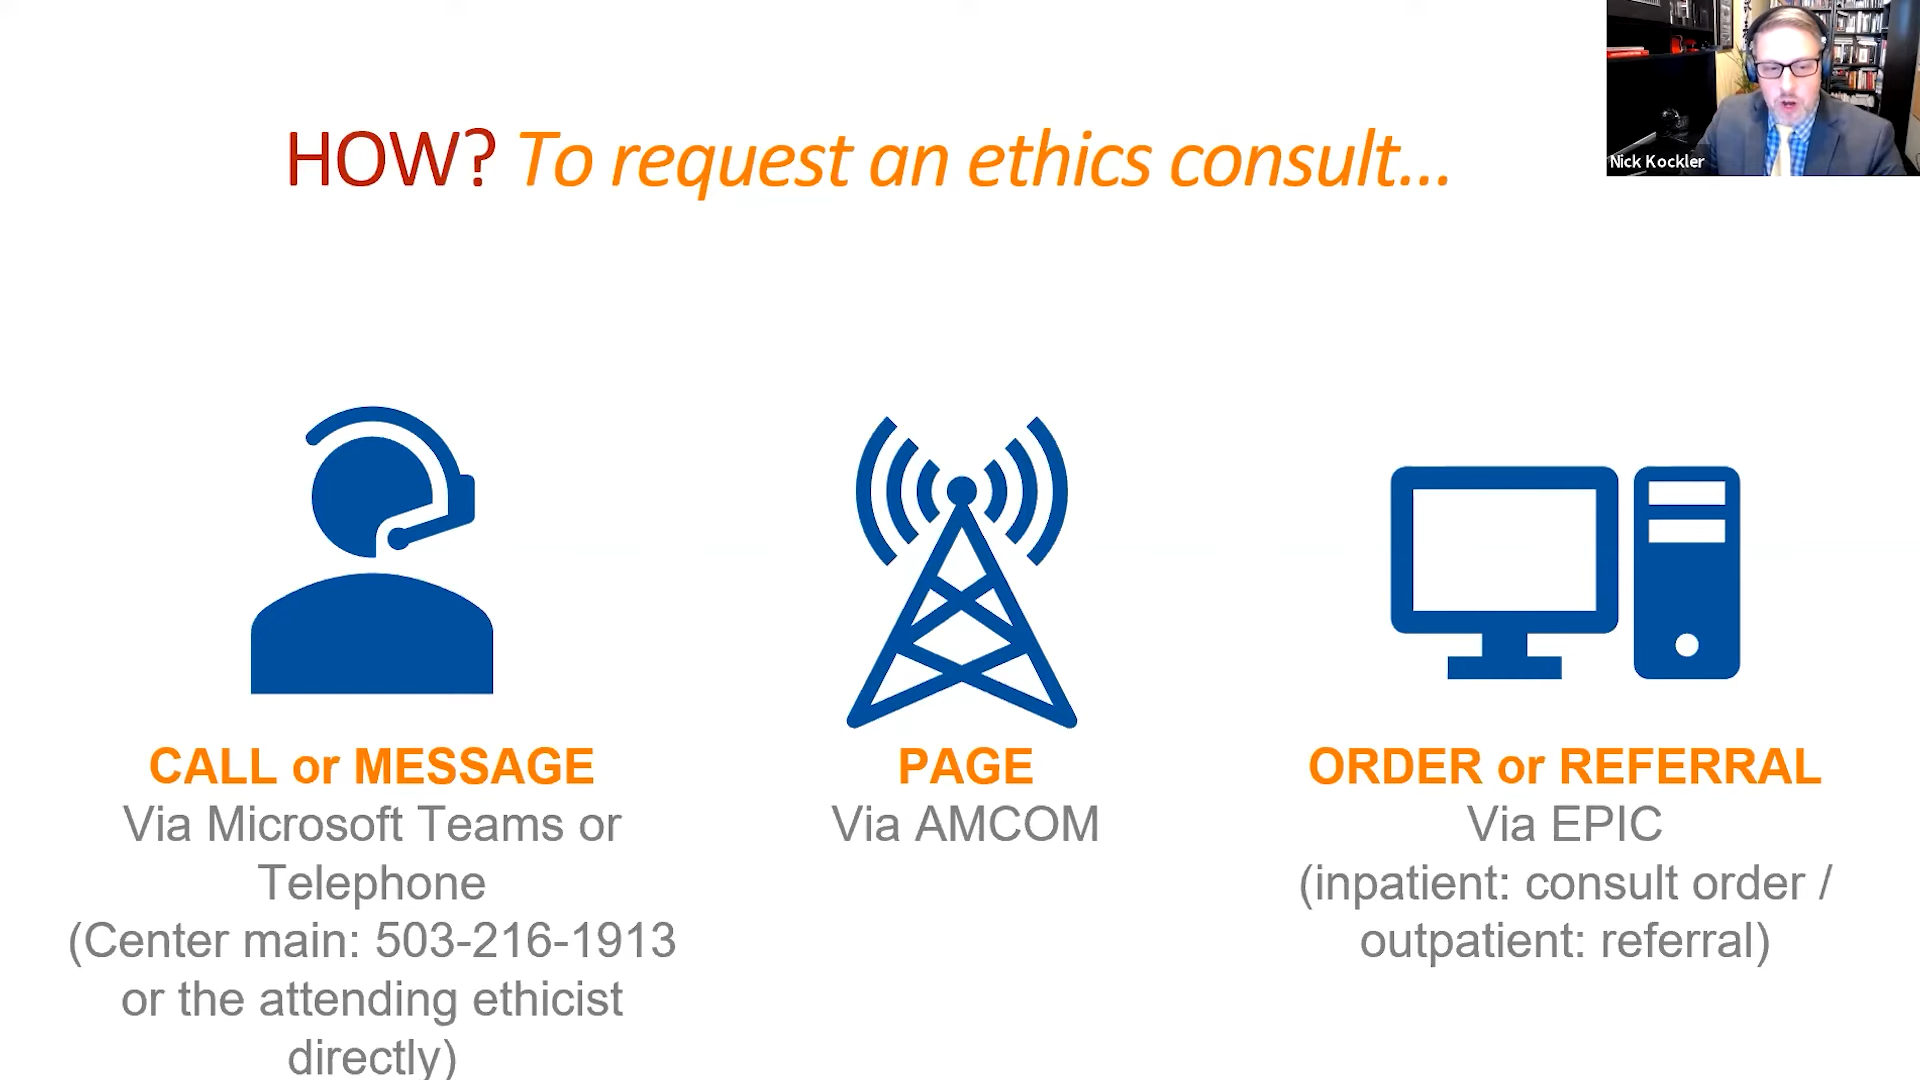 HOW? To request an ethics consult...
Nick Kockler
CALL or MESSAGE
Via Microsoft Teams or
Telephone
(Center main: 503-216-1913
or the attending ethicist
directly)
PAGE
Via AMCOM
ORDER or REFERRAL
Via EPIC
(inpatient: consult order /
outpatient: referral)